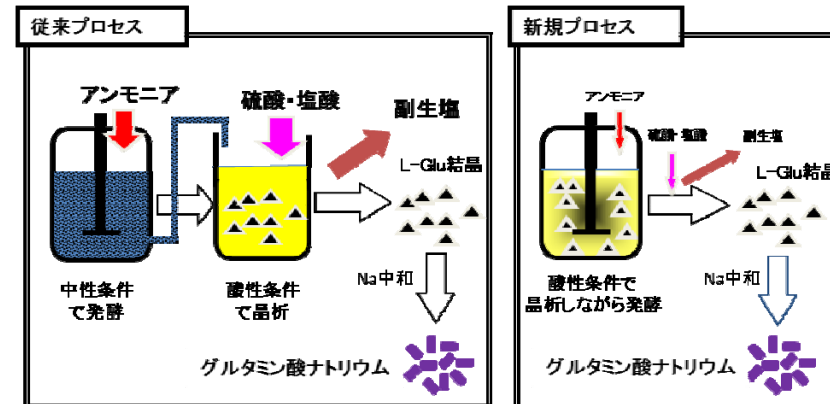 従来プロセス
アンモニア
硫酸・塩酸
副生塩
L-Glu結晶
中性条件
で発酵
酸性条件
で晶析
Na中和
グルタミン酸ナトリウム
新規プロセス
アンモニア
硫酸・塩酸
副生塩
L-Glu結晶
酸性条件で
晶析しながら発酵
Na中和
グルタミン酸ナトリウム